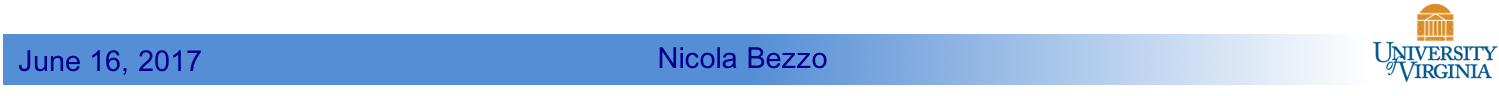 June 16, 2017
Nicola Bezzo
UNIVERSITY
of VIRGINIA